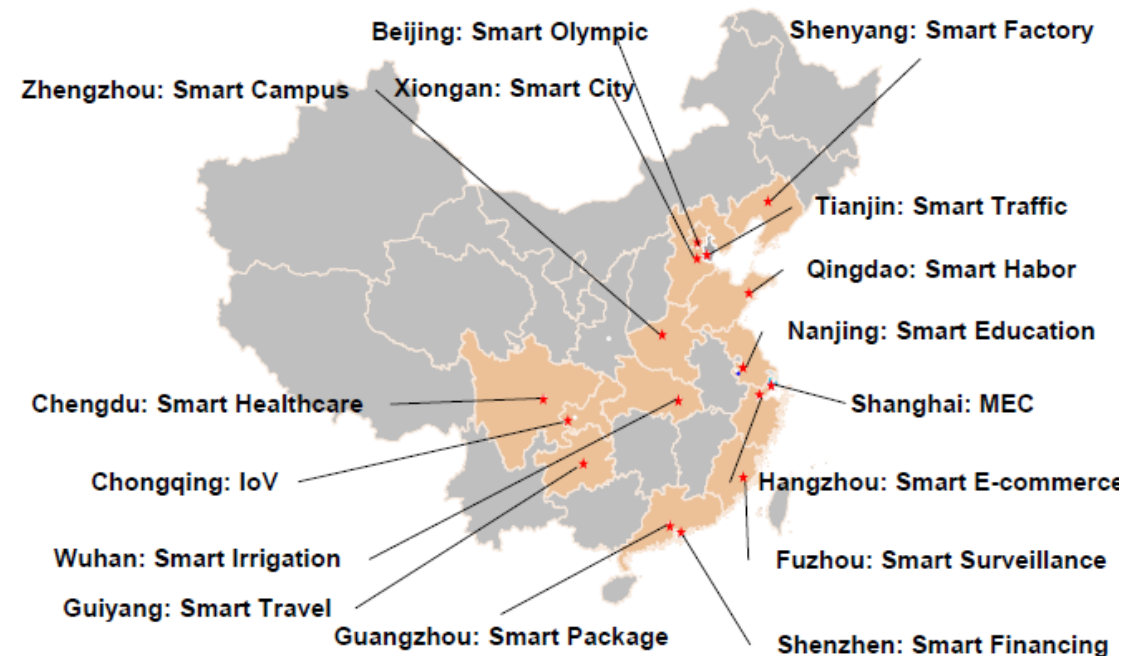 Beijing: Smart Olympic
Shenyang: Smart Factory
Zhengzhou: Smart Campus
Xiongan: Smart City
Tianjin: Smart Traffic
Qingdao: Smart Habor
Nanjing: Smart Education
Chengdu: Smart Healthcare
Shanghai: MEC
Chongqing: IoV
Hangzhou: Smart E-commerce
Wuhan: Smart Irrigation
Fuzhou: Smart Surveillance
Guiyang: Smart Travel
Guangzhou: Smart Package
Shenzhen: Smart Financing